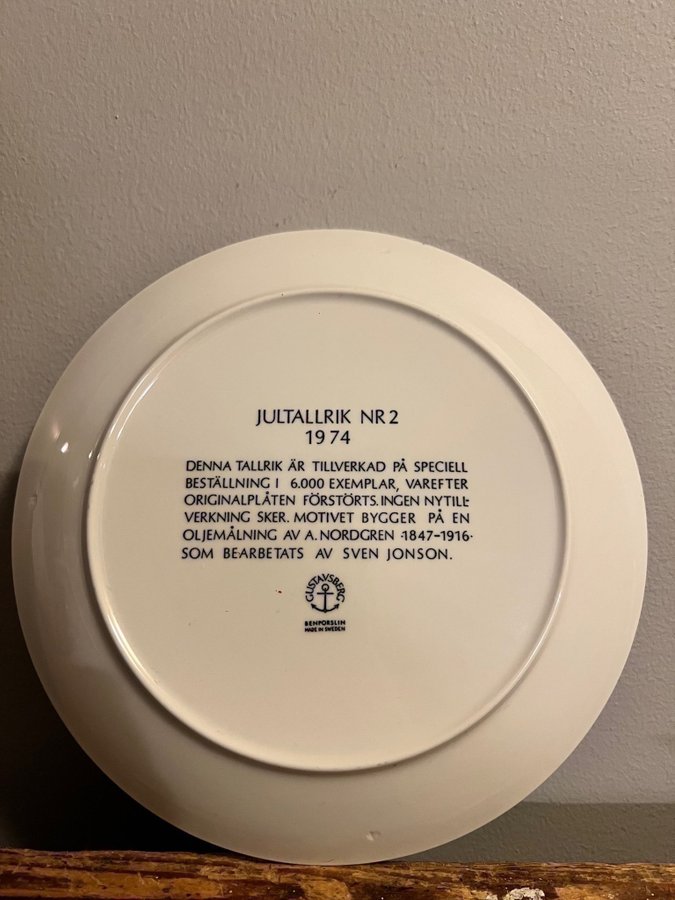 JULTALLRIK NR 2
1974
DENNA TALLRIK ÄR TILLVERKAD PÅ SPECIELL
BESTÄLLNING I 6.000 EXEMPLAR, VAREFTER
ORIGINALPLÅTEN FÖRSTÖRTS. INGEN NYTILL-
VERKNING SKER. MOTIVET BYGGER PÅ EN
OLJEMÅLNING AV A. NORDGREN ·1847-1916·
SOM BEARBETATS AV SVEN JONSON.
GUSTAVSBERG
BENPORSLIN
MADE IN SWEDEN